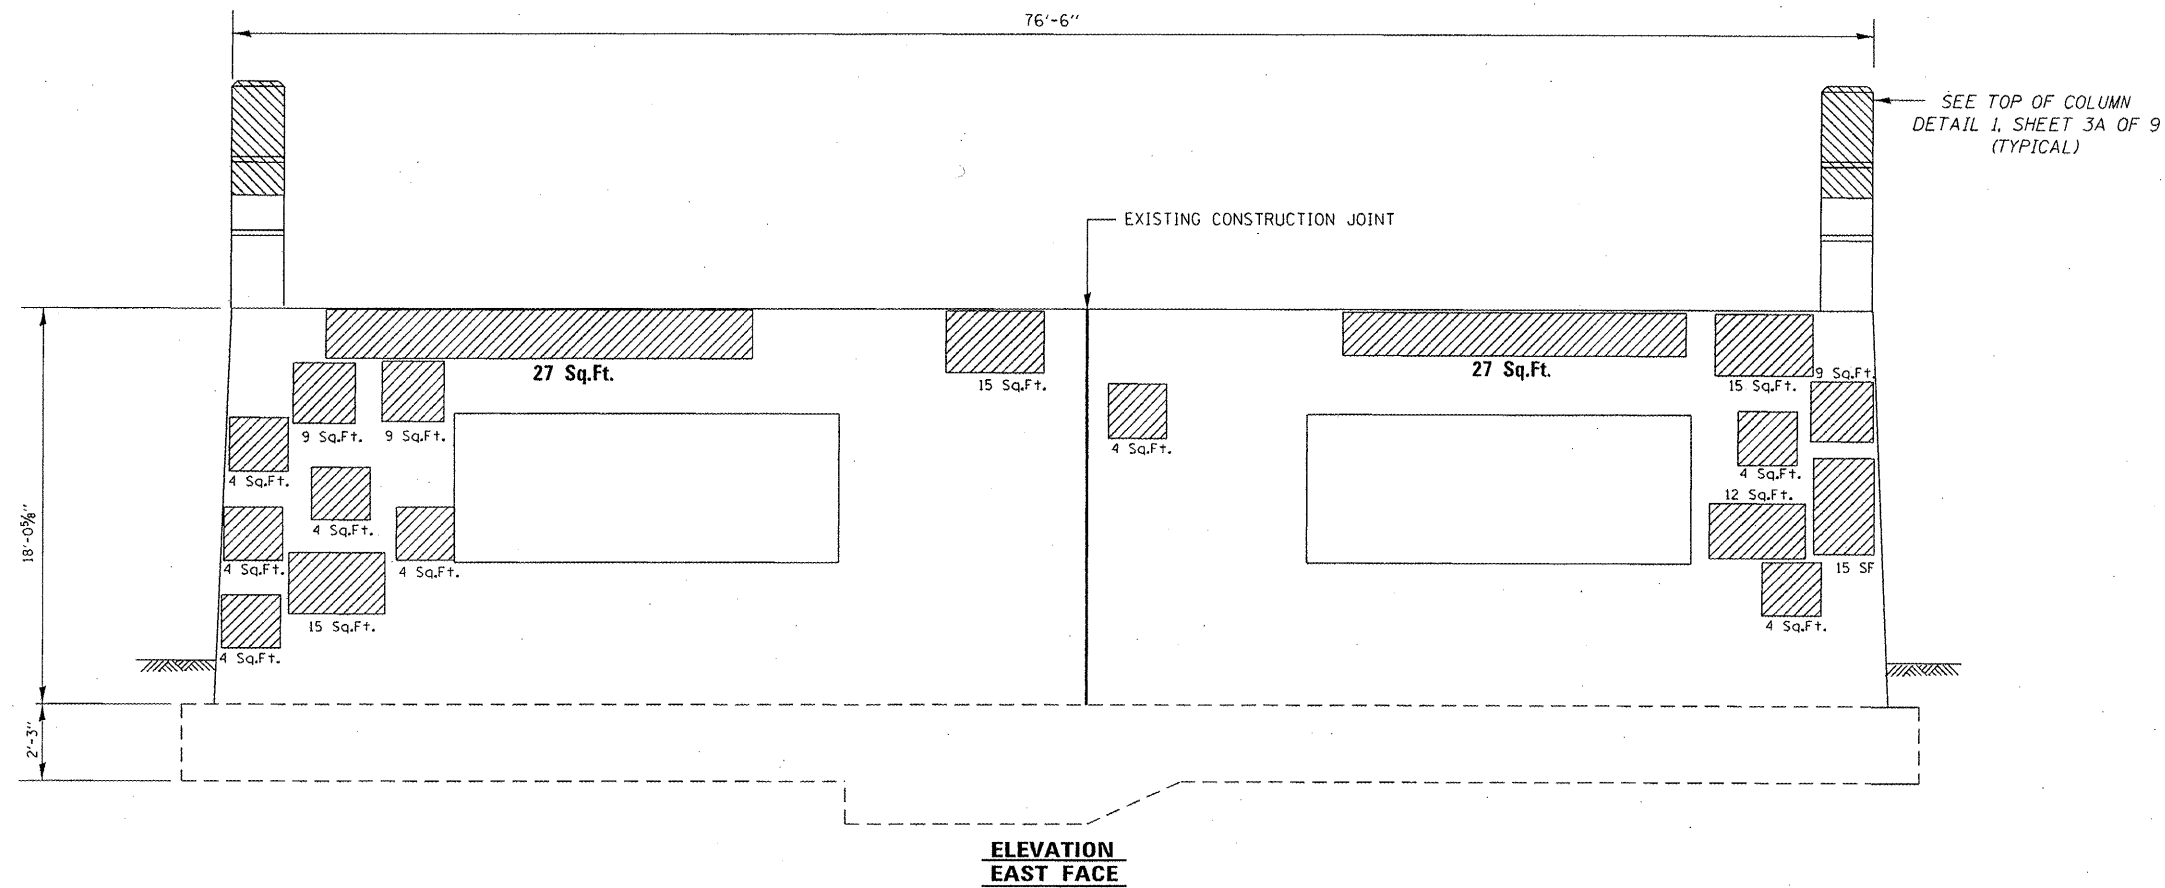 76'-6"
SEE TOP OF COLUMN
DETAIL 1, SHEET 3A OF 9
(TYPICAL)
EXISTING CONSTRUCTION JOINT
27 Sq.Ft.
15 Sq.Ft.
27 Sq.Ft.
15 Sq.Ft.
9 Sq.Ft.
9 Sq.Ft.
9 Sq.Ft.
4 Sq.Ft.
4 Sq.Ft.
4 Sq.Ft.
12 Sq.Ft.
4 Sq.Ft.
18'-0⅝"
4 Sq.Ft.
4 Sq.Ft.
15 SF
15 Sq.Ft.
4 Sq.Ft.
4 Sq.Ft.
2'-3"
ELEVATION
EAST FACE